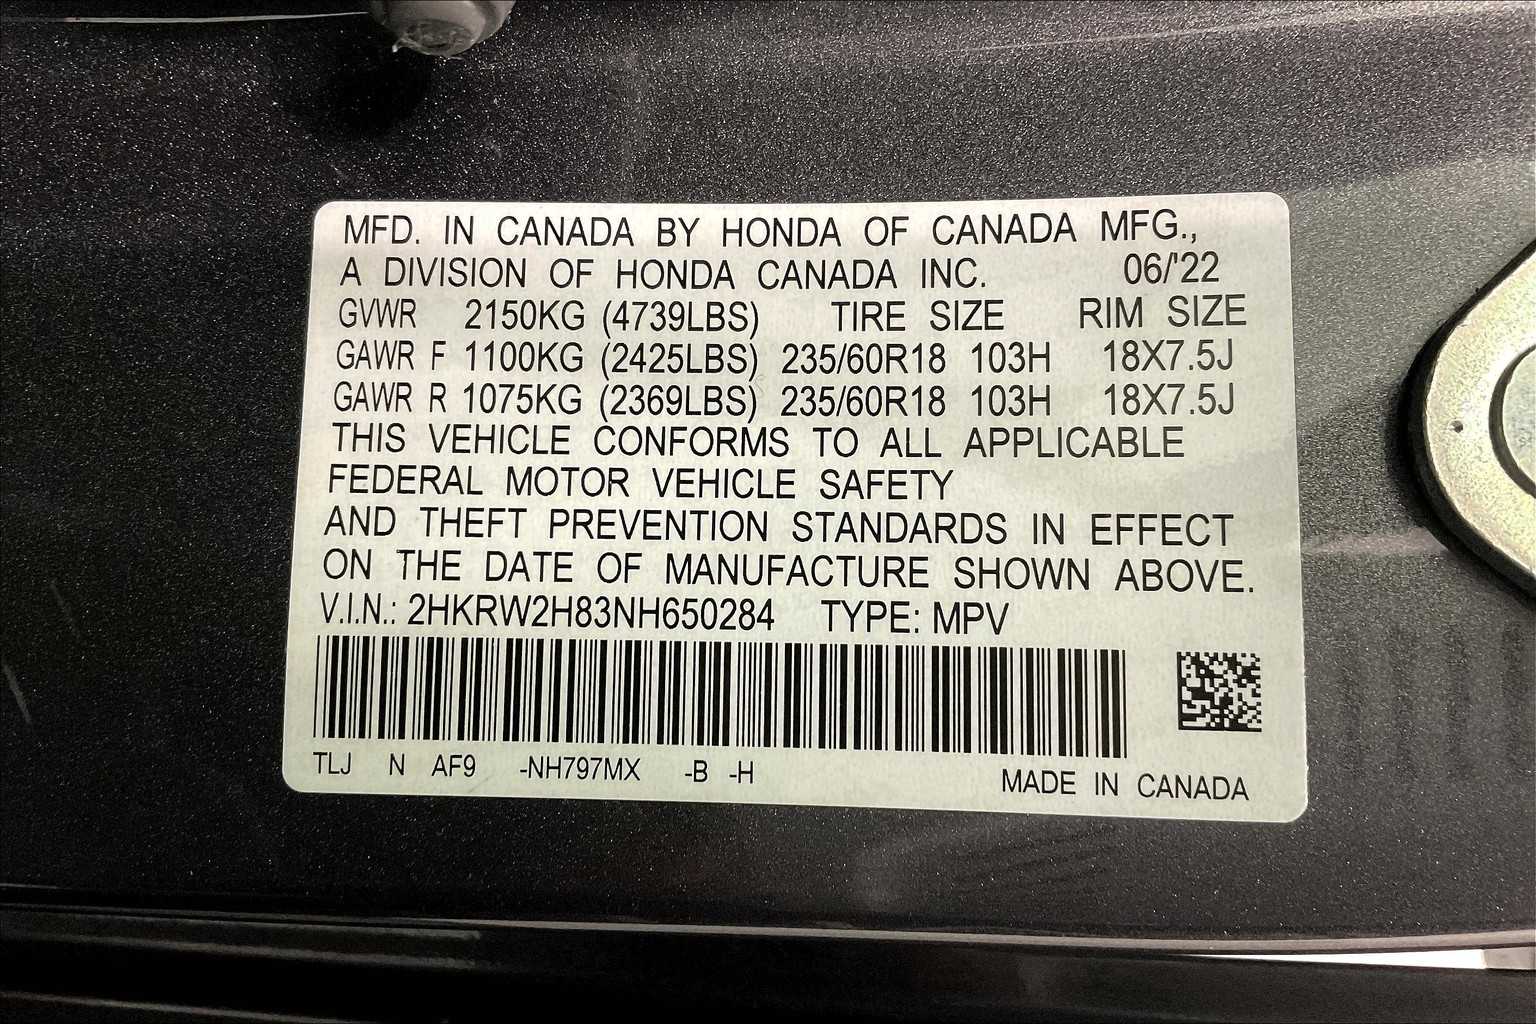 MFD. IN CANADA BY HONDA OF CANADA MFG.,
A DIVISION OF HONDA CANADA INC. 06/'22
GVWR 2150KG (4739LBS) TIRE SIZE RIM SIZE
GAWR F 1100KG (2425LBS) 235/60R18 103H 18X7.5J
GAWR R 1075KG (2369LBS) 235/60R18 103H 18X7.5J
THIS VEHICLE CONFORMS TO ALL APPLICABLE
FEDERAL MOTOR VEHICLE SAFETY
AND THEFT PREVENTION STANDARDS IN EFFECT
ON THE DATE OF MANUFACTURE SHOWN ABOVE.
V.I.N.: 2HKRW2H83NH650284 TYPE: MPV
TLJ N AF9 -NH797MX -B -H MADE IN CANADA